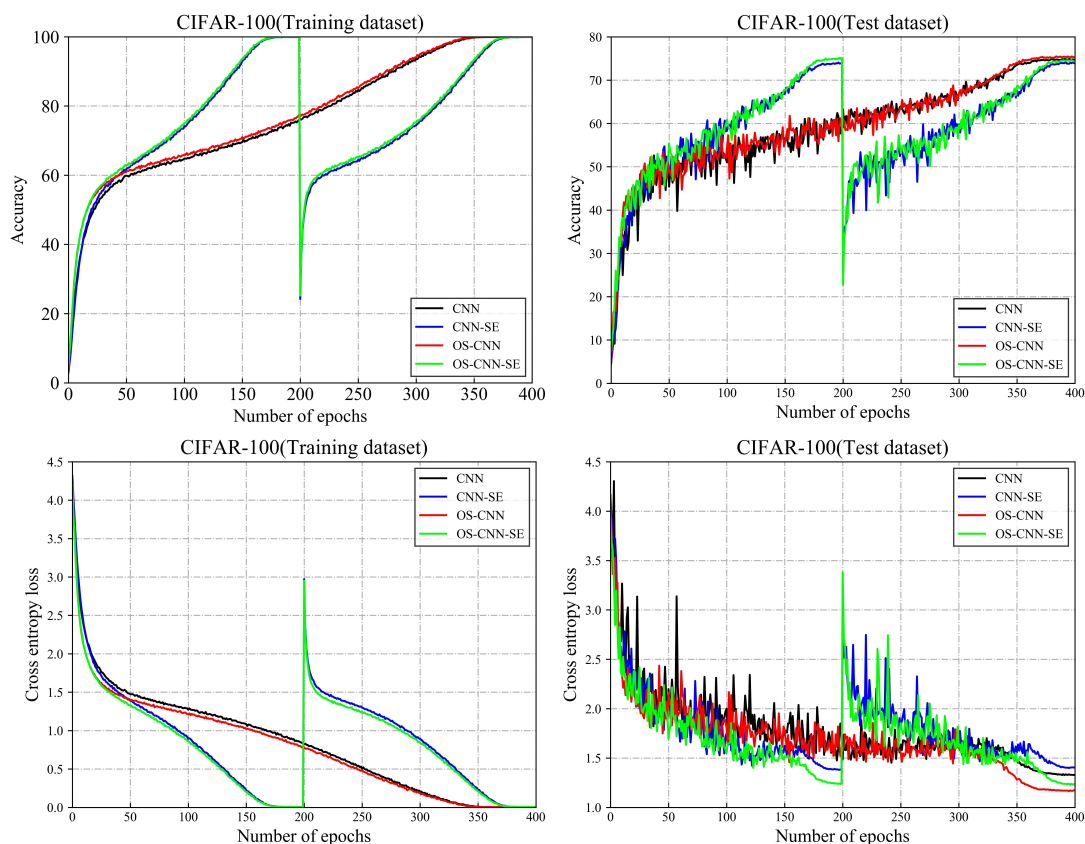 CIFAR-100(Training dataset)
100
80
60
40
20
0
Accuracy
0 50 100 150 200 250 300 350 400
Number of epochs
CNN
CNN-SE
OS-CNN
OS-CNN-SE
CIFAR-100(Test dataset)
80
70
60
50
40
30
20
10
0
Accuracy
0 50 100 150 200 250 300 350 400
Number of epochs
CNN
CNN-SE
OS-CNN
OS-CNN-SE
CIFAR-100(Training dataset)
4.5
4.0
3.5
3.0
2.5
2.0
1.5
1.0
0.5
0.0
Cross entropy loss
0 50 100 150 200 250 300 350 400
Number of epochs
CNN
CNN-SE
OS-CNN
OS-CNN-SE
CIFAR-100(Test dataset)
4.5
4.0
3.5
3.0
2.5
2.0
1.5
1.0
Cross entropy loss
0 50 100 150 200 250 300 350 400
Number of epochs
CNN
CNN-SE
OS-CNN
OS-CNN-SE